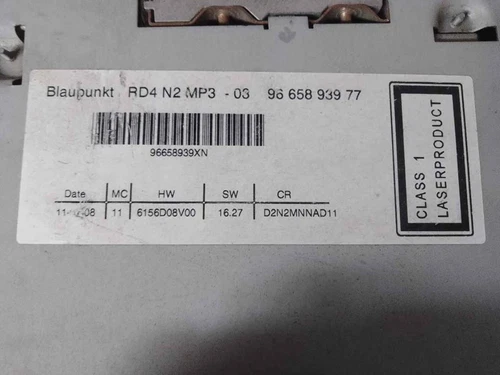 Blaupunkt RD4 N2 MP3 - 03 96 658 939 77
96658939XN
Date MC HW SW CR
11 6156D08V00 16.27 D2N2MNNAD11
CLASS 1
LASERPRODUCT